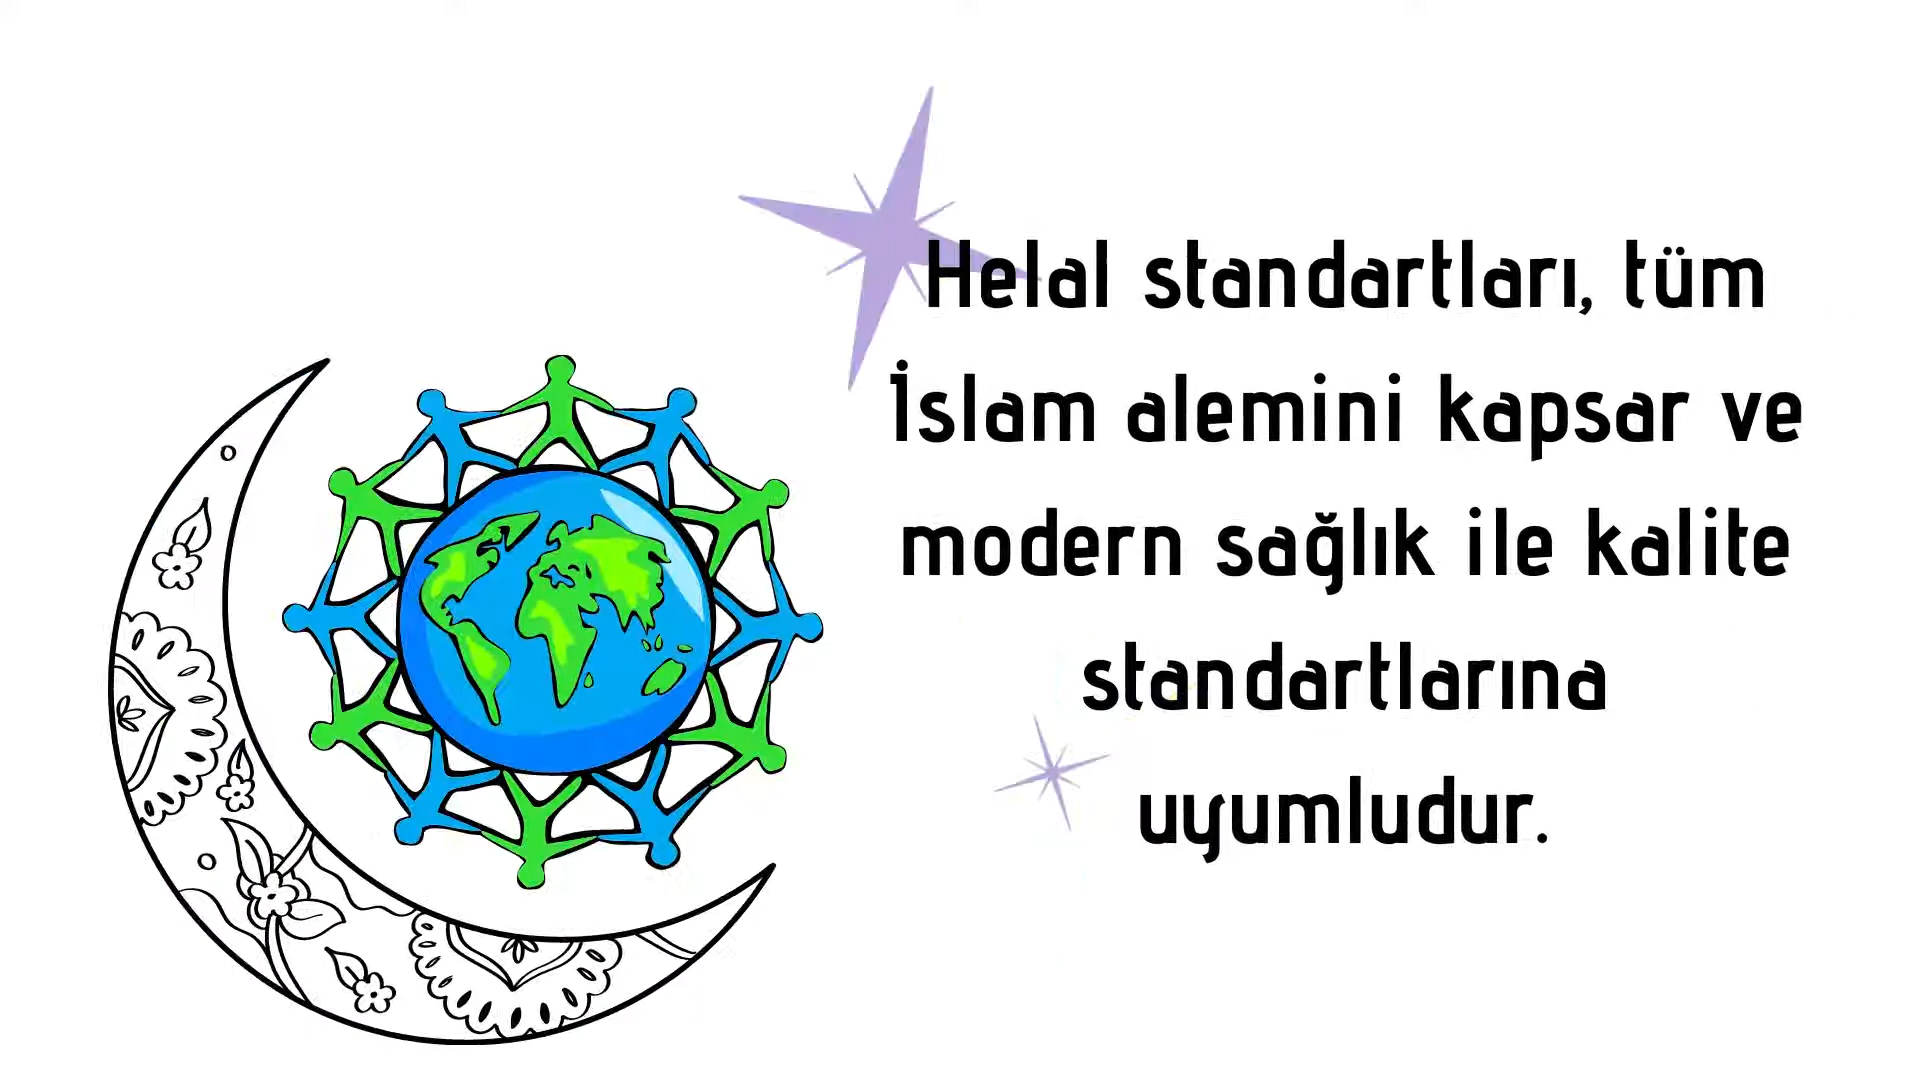 Helal standartları, tüm
İslam alemini kapsar ve
modern sağlık ile kalite
standartlarına
uyumludur.